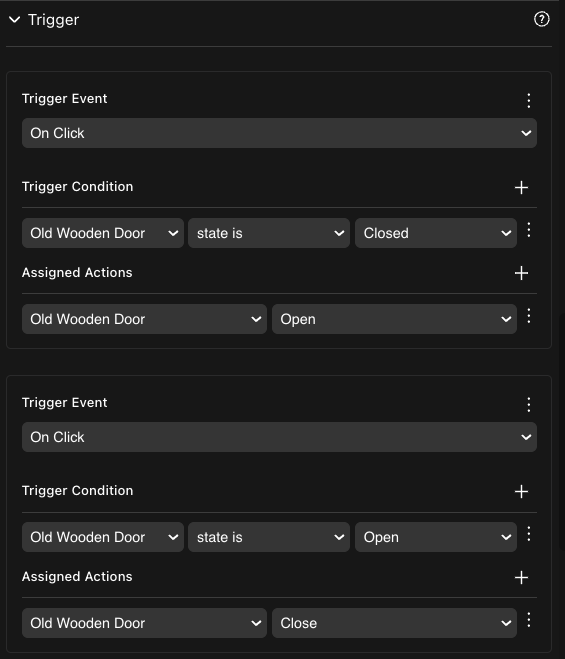 Trigger
Trigger Event
On Click
Trigger Condition
Old Wooden Door state is Closed
Assigned Actions
Old Wooden Door Open
Trigger Event
On Click
Trigger Condition
Old Wooden Door state is Open
Assigned Actions
Old Wooden Door Close